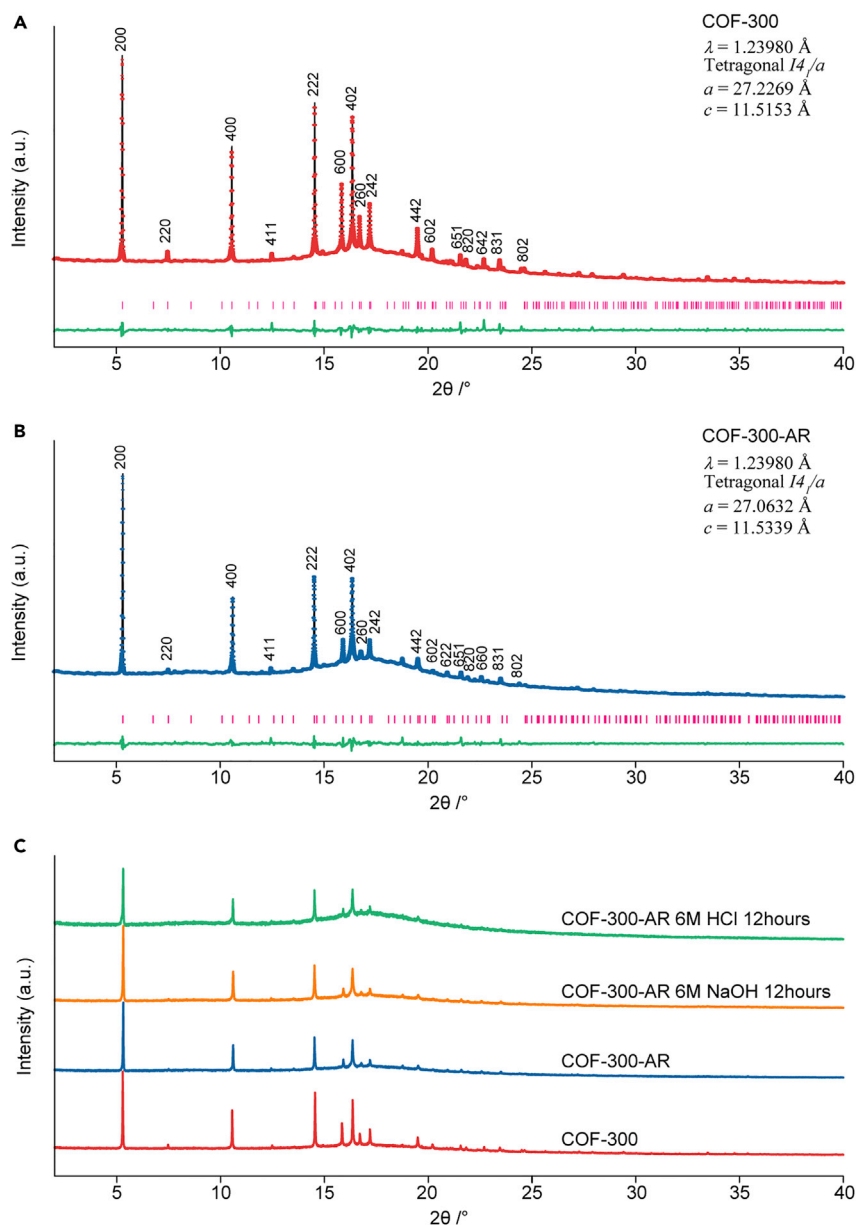 A
COF-300
λ = 1.23980 Å
Tetragonal I4₁/a
a = 27.2269 Å
c = 11.5153 Å
Intensity (a.u.)
200
220
400
411
222
600
402
260
242
442
602
651
820
642
831
802
5 10 15 20 25 30 35 40
2θ /°
B
COF-300-AR
λ = 1.23980 Å
Tetragonal I4₁/a
a = 27.0632 Å
c = 11.5339 Å
Intensity (a.u.)
200
220
400
411
222
600
402
260
242
442
602
622
651
820
660
831
802
5 10 15 20 25 30 35 40
2θ /°
C
Intensity (a.u.)
COF-300-AR 6M HCl 12hours
COF-300-AR 6M NaOH 12hours
COF-300-AR
COF-300
5 10 15 20 25 30 35 40
2θ /°